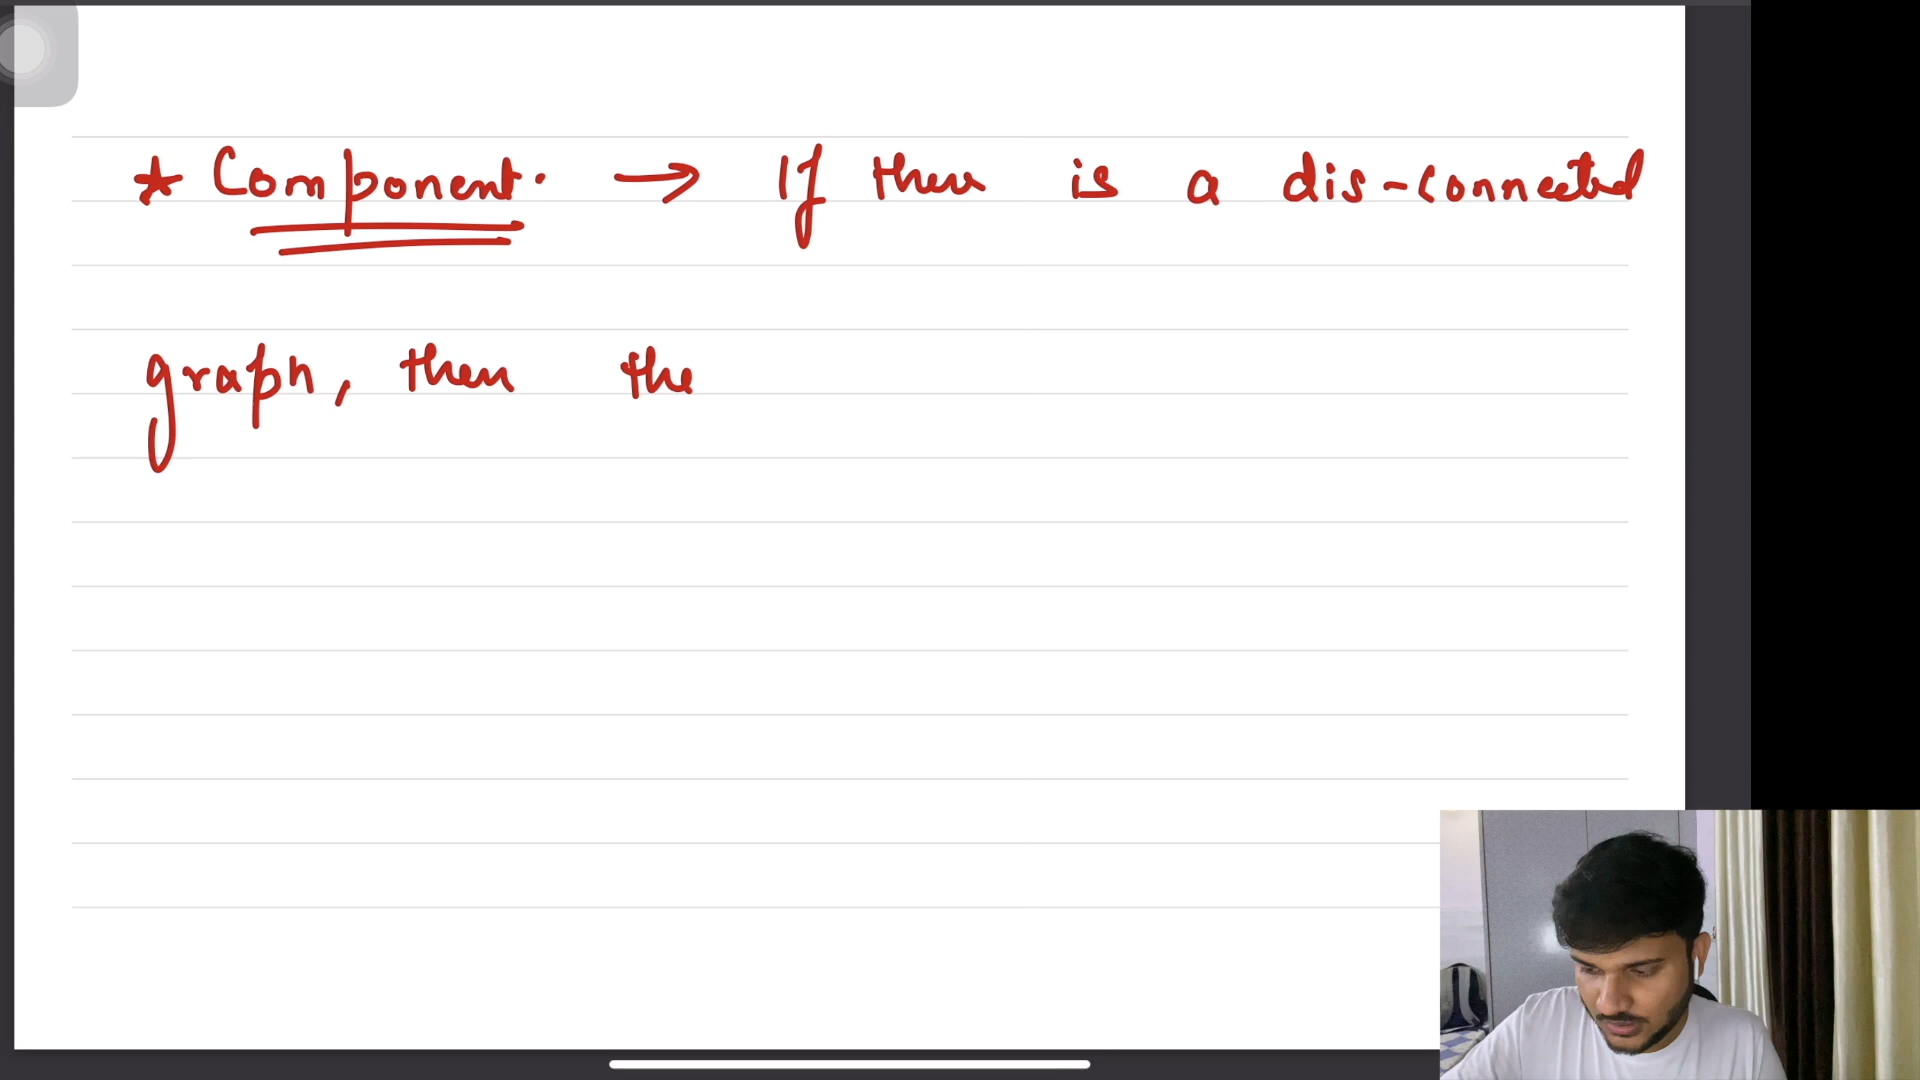 * Component. → If there is a dis-connected
graph, then the